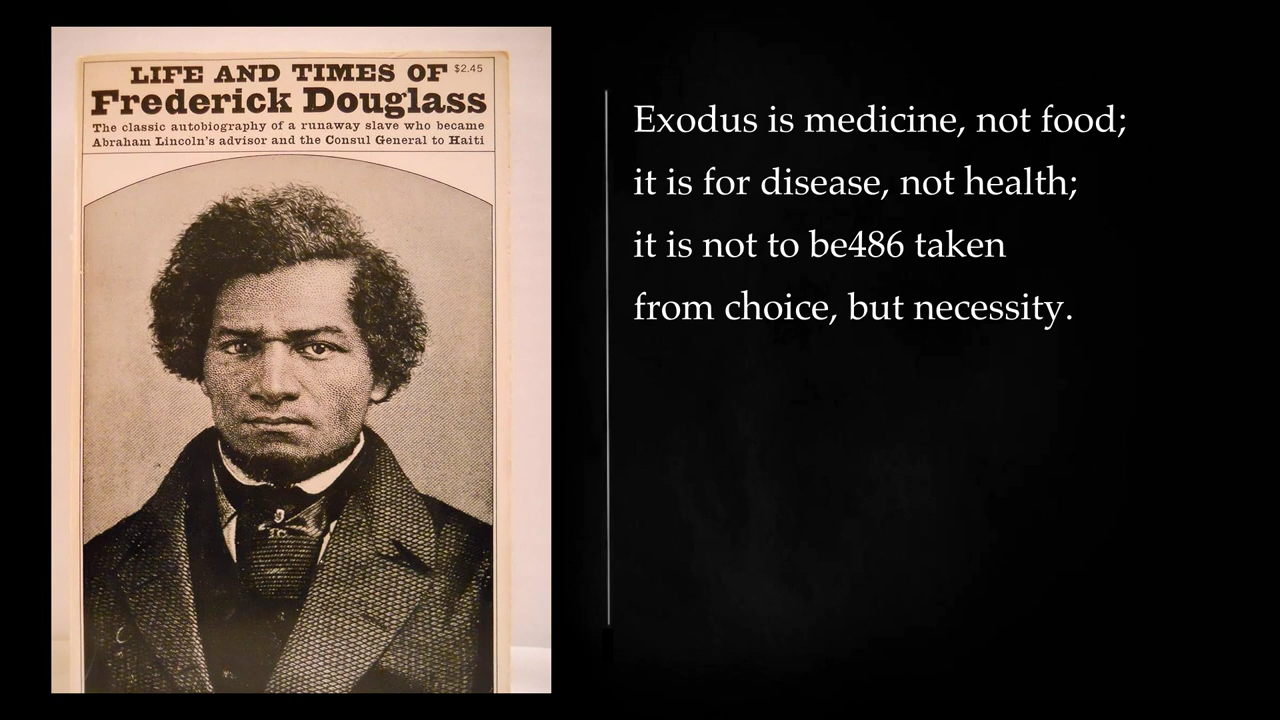 LIFE AND TIMES OF $2.45
Frederick Douglass
The classic autobiography of a runaway slave who became
Abraham Lincoln's advisor and the Consul General to Haiti
Exodus is medicine, not food;
it is for disease, not health;
it is not to be486 taken
from choice, but necessity.